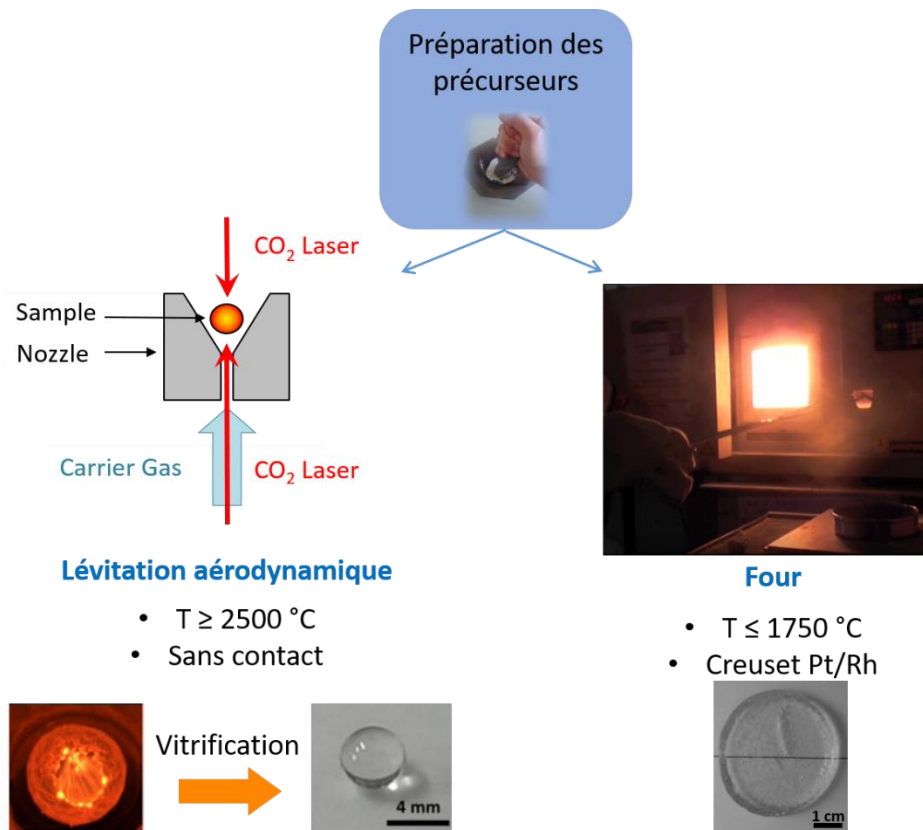 Préparation des
précurseurs
CO₂ Laser
Sample
Nozzle
Carrier Gas
CO₂ Laser
Lévitation aérodynamique
• T ≥ 2500 °C
• Sans contact
Vitrification
4 mm
Four
• T ≤ 1750 °C
• Creuset Pt/Rh
1 cm